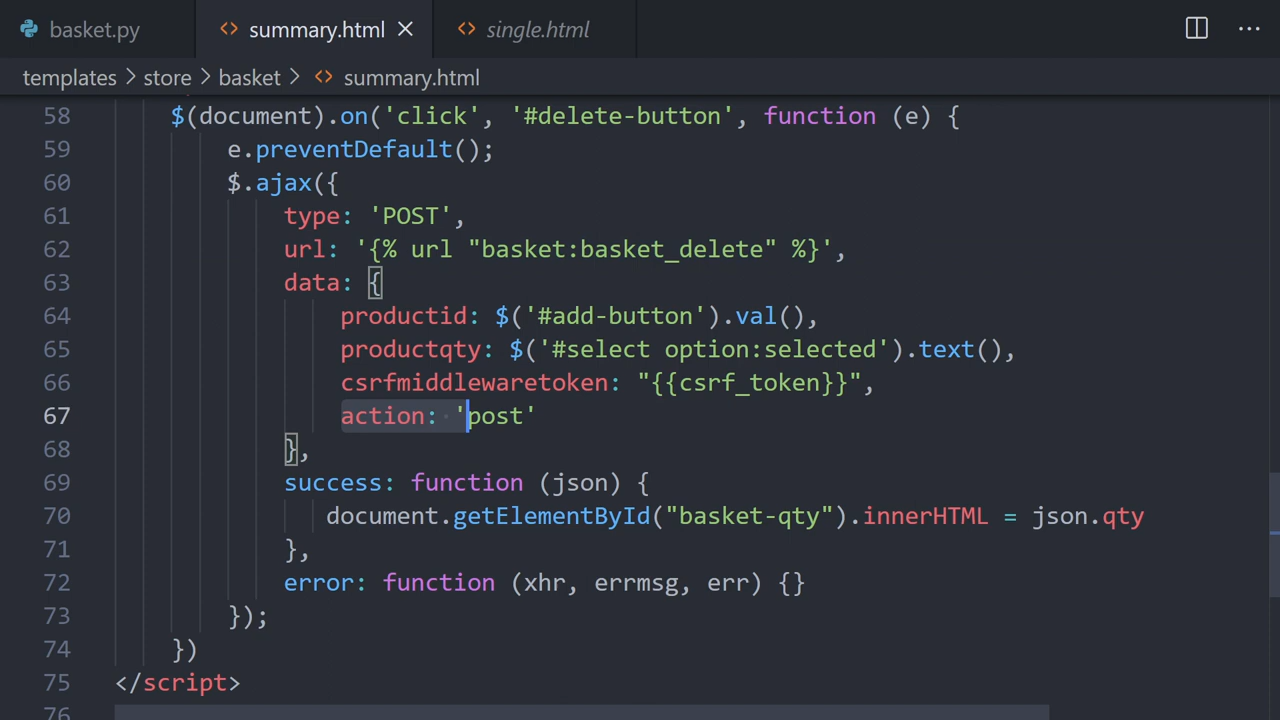 basket.py
summary.html
single.html
templates > store > basket > summary.html
58 $(document).on('click', '#delete-button', function (e) {
59 e.preventDefault();
60 $.ajax({
61 type: 'POST',
62 url: '{% url "basket:basket_delete" %}',
63 data: {
64 productid: $('#add-button').val(),
65 productqty: $('#select option:selected').text(),
66 csrfmiddlewaretoken: "{{csrf_token}}",
67 action: 'post'
68 },
69 success: function (json) {
70 document.getElementById("basket-qty").innerHTML = json.qty
71 },
72 error: function (xhr, errmsg, err) {}
73 });
74 })
75 </script>
76